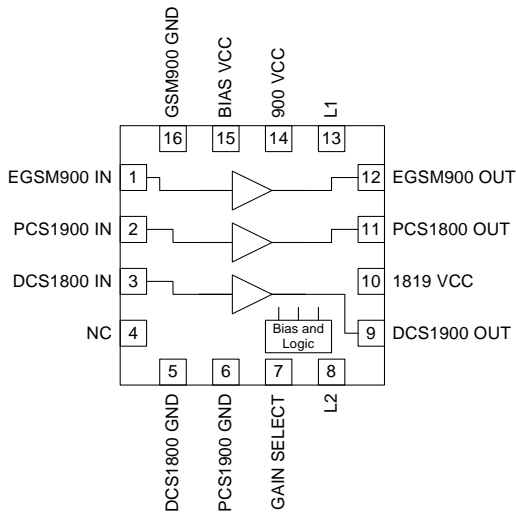 GSM900 GND
BIAS VCC
900 VCC
L1
16
15
14
13
EGSM900 IN
1
12
EGSM900 OUT
PCS1900 IN
2
11
PCS1800 OUT
DCS1800 IN
3
10
1819 VCC
NC
4
Bias and
Logic
9
DCS1900 OUT
5
6
7
8
DCS1800 GND
PCS1900 GND
GAIN SELECT
L2